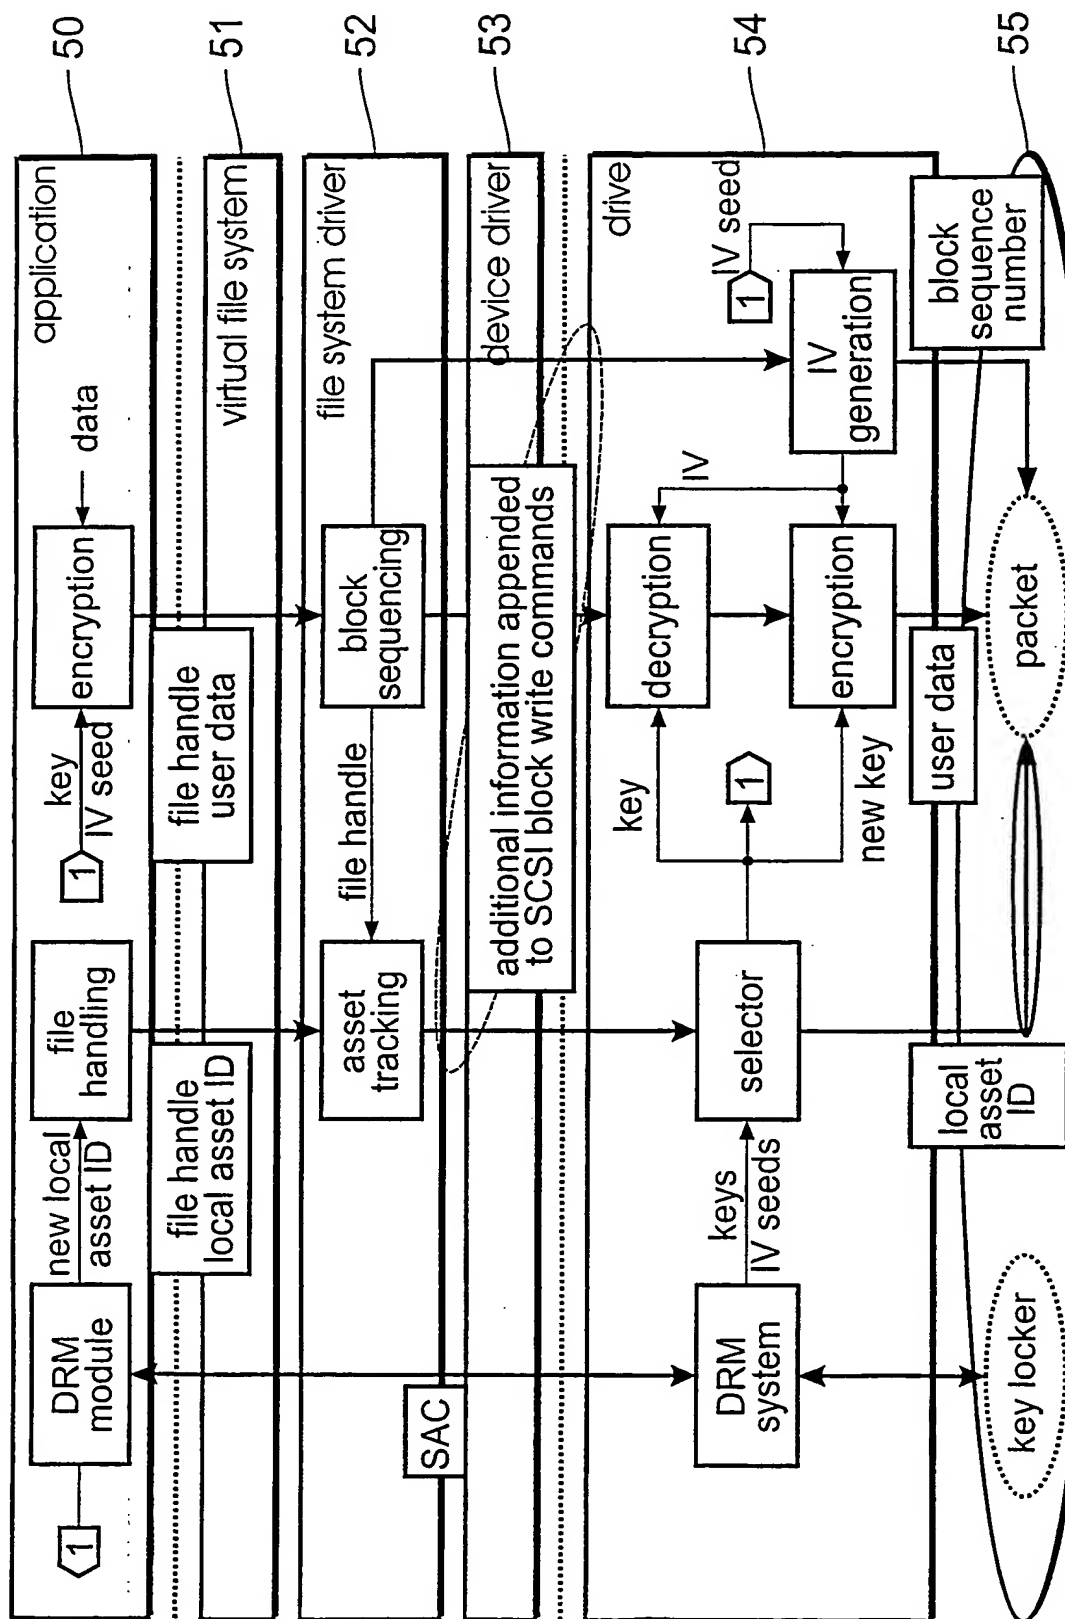 application
50
1
DRM
module
new local
asset ID
file
handling
1
key
IV seed
encryption
data
file handle
local asset ID
file handle
user data
virtual file system
51
file system driver
52
asset
tracking
file handle
block
sequencing
SAC
device driver
53
additional information appended
to SCSI block write commands
drive
54
DRM
system
keys
IV seeds
selector
key
1
new key
decryption
encryption
IV
1
IV seed
IV
generation
local
asset
ID
user data
block
sequence
number
55
key locker
packet